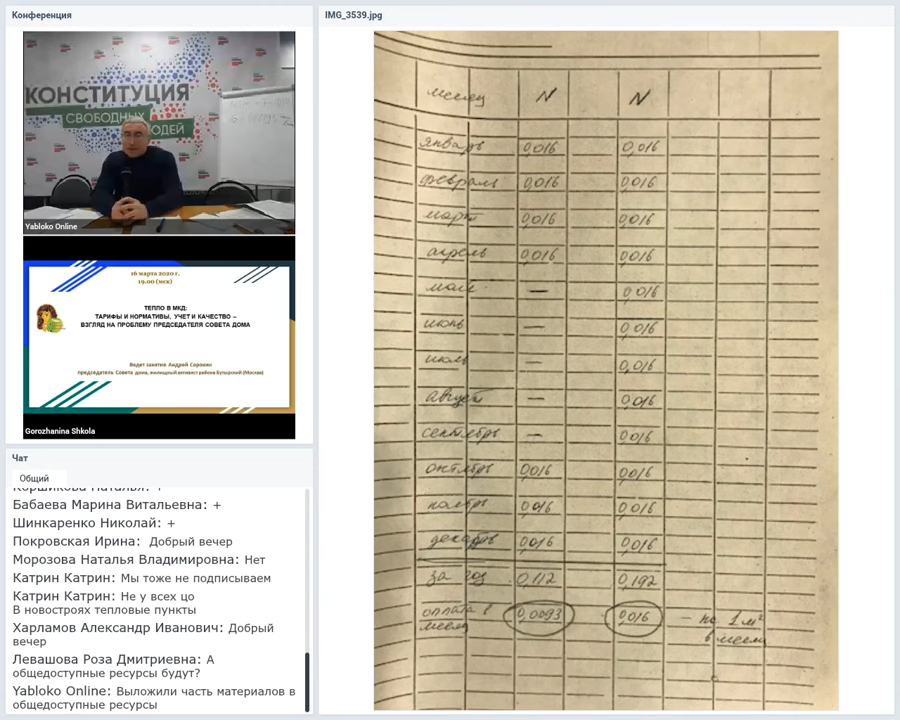 Конференция
КОНСТИТУЦИЯ
СВОБОДНЫХ
ЛЮДЕЙ
Yabloko Online
16 марта 2020 г.
19.00 (мск)
ТЕПЛО В МКД:
ТАРИФЫ И НОРМАТИВЫ, УЧЕТ И КАЧЕСТВО –
ВЗГЛЯД НА ПРОБЛЕМУ ПРЕДСЕДАТЕЛЯ СОВЕТА ДОМА
Ведет занятия Андрей Сорокин
председатель Совета дома, жилищный активист района Бутырский (Москва)
Gorozhanina Shkola
Чат
Общий
Коршикова Наталья: +
Бабаева Марина Витальевна: +
Шинкаренко Николай: +
Покровская Ирина: Добрый вечер
Морозова Наталья Владимировна: Нет
Катрин Катрин: Мы тоже не подписываем
Катрин Катрин: Не у всех цо
В новостроях тепловые пункты
Харламов Александр Иванович: Добрый
вечер
Левашова Роза Дмитриевна: А
общедоступные ресурсы будут?
Yabloko Online: Выложили часть материалов в
общедоступные ресурсы
IMG_3539.jpg
месяц N N
январь 0,016 0,016
февраль 0,016 0,016
март 0,016 0,016
апрель 0,016 0,016
май — 0,016
июнь — 0,016
июль — 0,016
август — 0,016
сентябрь — 0,016
октябрь 0,016 0,016
ноябрь 0,016 0,016
декабрь 0,016 0,016
за год 0,112 0,192
оплата в 0,0093 0,016 – на 1 м²
месяц в месяц